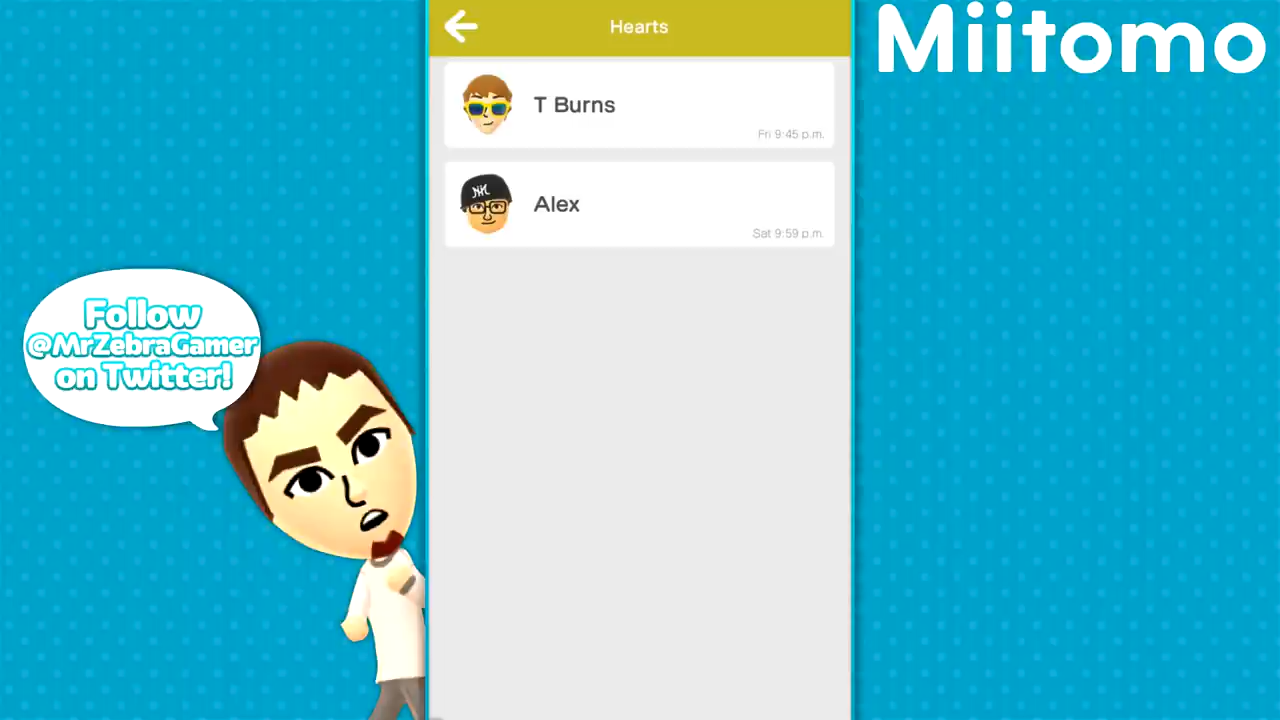 Hearts
Miitomo
T Burns
Fri 9:45 p.m.
Alex
Sat 9:59 p.m.
Follow
@MrZebraGamer
on Twitter!